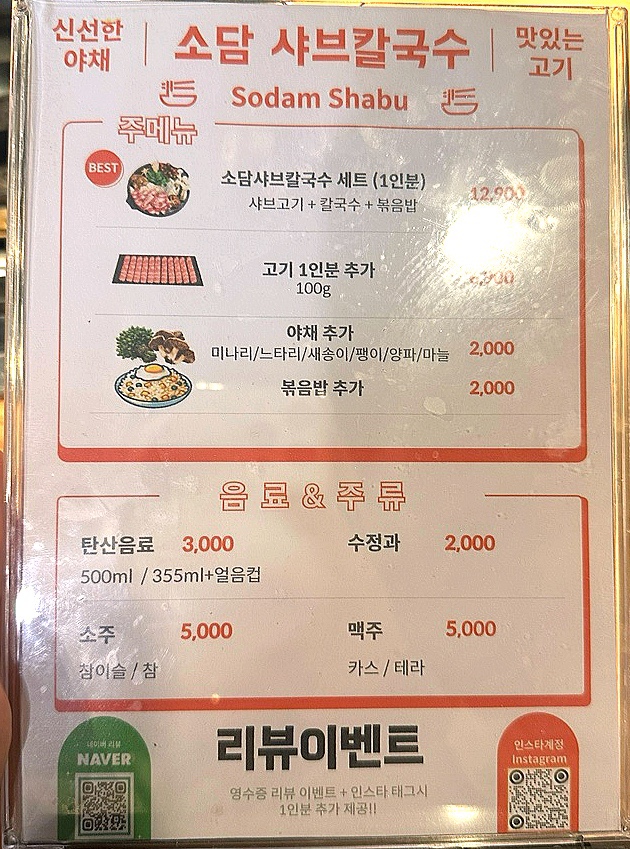 신선한
야채
소담 샤브칼국수
맛있는
고기
Sodam Shabu
주메뉴
BEST
소담샤브칼국수 세트 (1인분)
12,900
샤브고기 + 칼국수 + 볶음밥
고기 1인분 추가
100g
야채 추가
미나리/느타리/새송이/팽이/양파/마늘
2,000
볶음밥 추가
2,000
음료&주류
탄산음료 3,000
500ml / 355ml+얼음컵
수정과 2,000
소주 5,000
참이슬 / 참
맥주 5,000
카스 / 테라
네이버 리뷰
NAVER
리뷰이벤트
영수증 리뷰 이벤트 + 인스타 태그시
1인분 추가 제공!!
인스타계정
Instagram